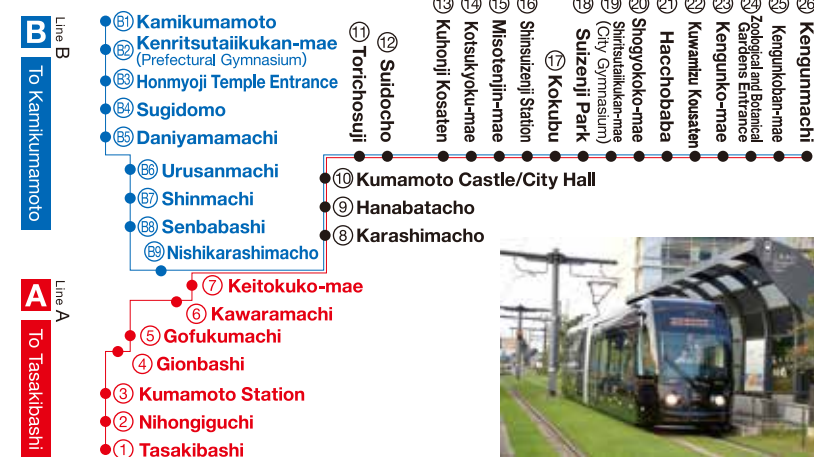 B
Line B
To Kamikumamoto
B1 Kamikumamoto
B2 Kenritsutaiikukan-mae
(Prefectural Gymnasium)
B3 Honmyoji Temple Entrance
B4 Sugidomo
B5 Daniyamamachi
B6 Urusanmachi
B7 Shinmachi
B8 Senbabashi
B9 Nishikarashimacho
A
Line A
To Tasakibashi
7 Keitokuko-mae
6 Kawaramachi
5 Gofukumachi
4 Gionbashi
3 Kumamoto Station
2 Nihongiguchi
1 Tasakibashi
10 Kumamoto Castle/City Hall
9 Hanabatacho
8 Karashimacho
11 Torichosuji
12 Suidocho
13 Kuhonji Kosaten
14 Kotsukyoku-mae
15 Misotenjin-mae
16 Shinsuizenji Station
17 Kokubu
18 Suizenji Park
19 Shiritsutaiikukan-mae
(City Gymnasium)
20 Shogyokoko-mae
21 Hacchobaba
22 Kuwamizu Kousaten
23 Kengunko-mae
24 Zoological and Botanical
Gardens Entrance
25 Kengunkoban-mae
26 Kengunmachi